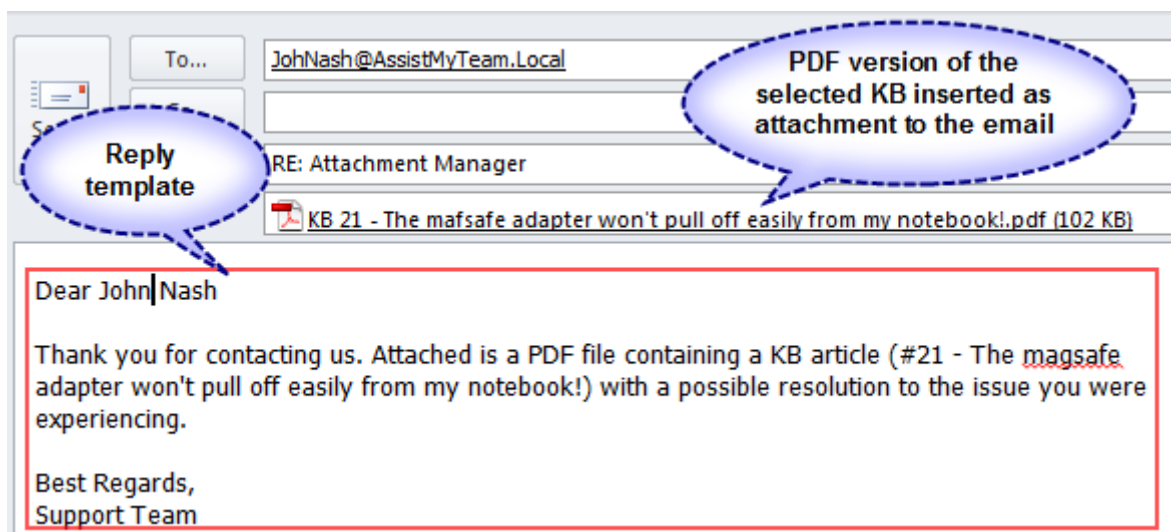 To...
JohNash@AssistMyTeam.Local
PDF version of the
selected KB inserted as
attachment to the email
Reply
template
RE: Attachment Manager
KB 21 - The mafsafe adapter won't pull off easily from my notebook!.pdf (102 KB)
Dear John Nash
Thank you for contacting us. Attached is a PDF file containing a KB article (#21 - The magsafe
adapter won't pull off easily from my notebook!) with a possible resolution to the issue you were
experiencing.
Best Regards,
Support Team